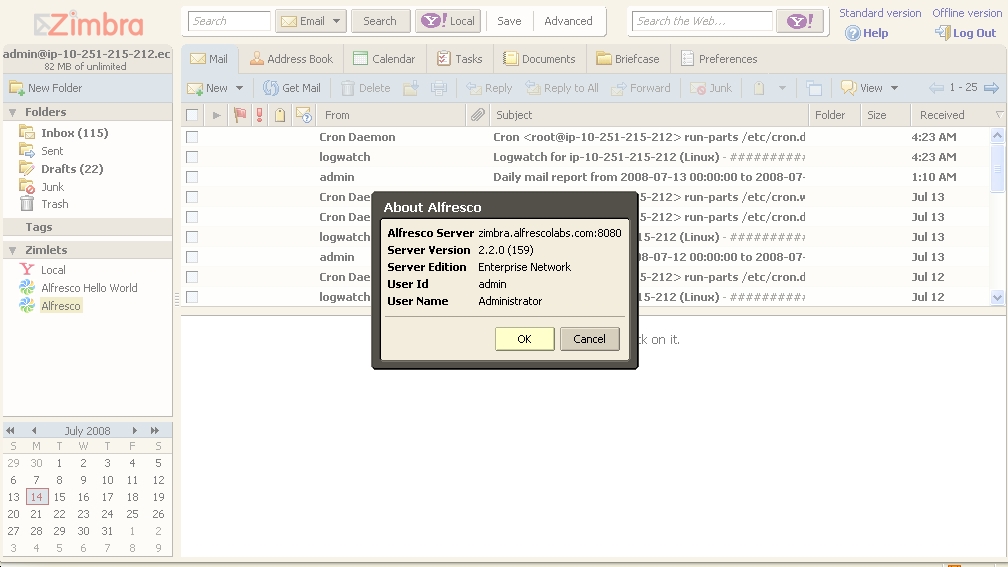 Zimbra
Search Email Search Y! Local Save Advanced Search the Web... Y! Standard version Offline version
Help Log Out
admin@ip-10-251-215-212.ec
82 MB of unlimited
Mail Address Book Calendar Tasks Documents Briefcase Preferences
New Folder
New Get Mail Delete Reply Reply to All Forward Junk View 1 - 25
Folders
From Subject Folder Size Received
Inbox (115)
Sent
Drafts (22)
Junk
Trash
Tags
Zimlets
Local
Alfresco Hello World
Alfresco
Cron Daemon Cron <root@ip-10-251-215-212> run-parts /etc/cron.d 4:23 AM
logwatch Logwatch for ip-10-251-215-212 (Linux) - ########## 4:23 AM
admin Daily mail report from 2008-07-13 00:00:00 to 2008-07- 1:10 AM
Cron Dae -212> run-parts /etc/cron.w Jul 13
Cron Dae -212> run-parts /etc/cron.d Jul 13
logwatch 215-212 (Linux) - ########## Jul 13
admin 07-12 00:00:00 to 2008-07- Jul 13
Cron Dae -212> run-parts /etc/cron.d Jul 12
logwatch 215-212 (Linux) - ########## Jul 12
ck on it.
About Alfresco
Alfresco Server zimbra.alfrescolabs.com:8080
Server Version 2.2.0 (159)
Server Edition Enterprise Network
User Id admin
User Name Administrator
OK Cancel
July 2008
S M T W T F S
29 30 1 2 3 4 5
6 7 8 9 10 11 12
13 14 15 16 17 18 19
20 21 22 23 24 25 26
27 28 29 30 31 1 2
3 4 5 6 7 8 9